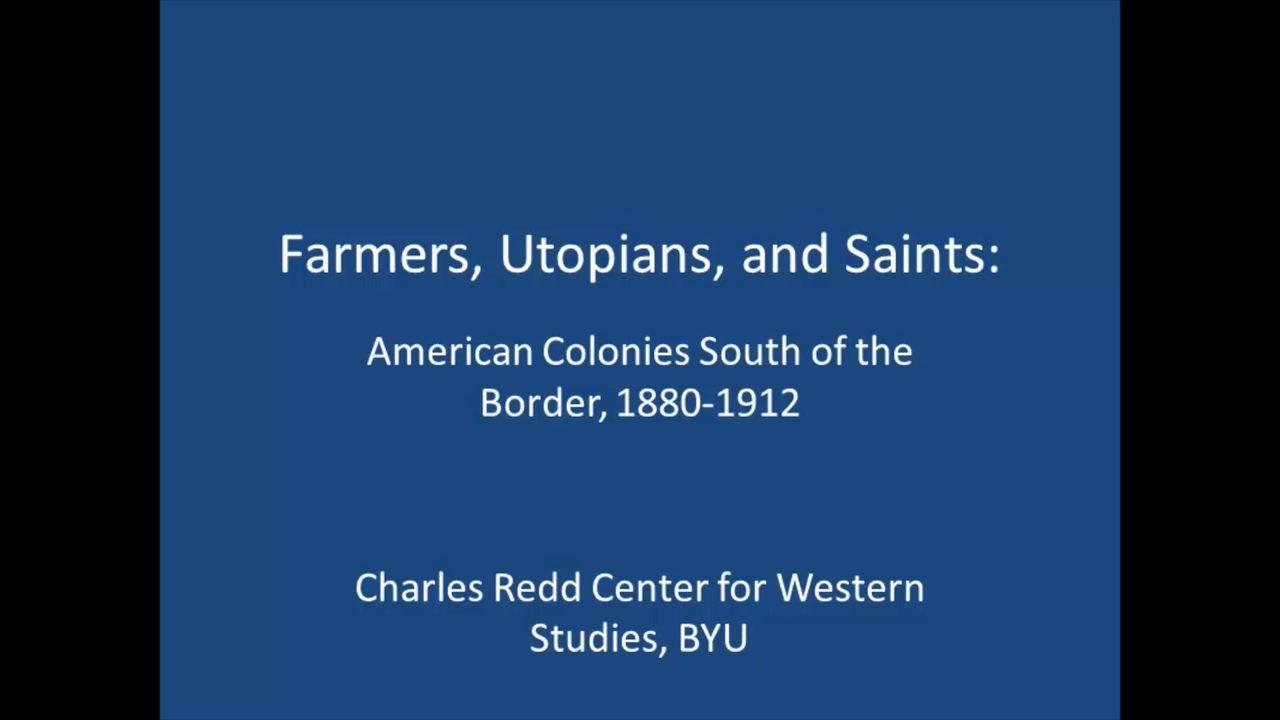 Farmers, Utopians, and Saints:
American Colonies South of the
Border, 1880-1912
Charles Redd Center for Western
Studies, BYU